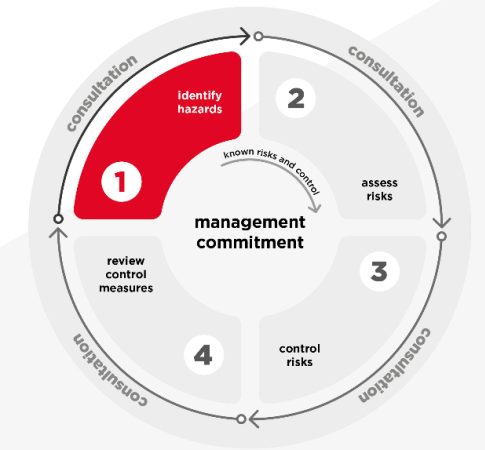 consultation
consultation
identify
hazards
1
2
assess
risks
known risks and control
management
commitment
3
control
risks
review
control
measures
4
consultation
consultation